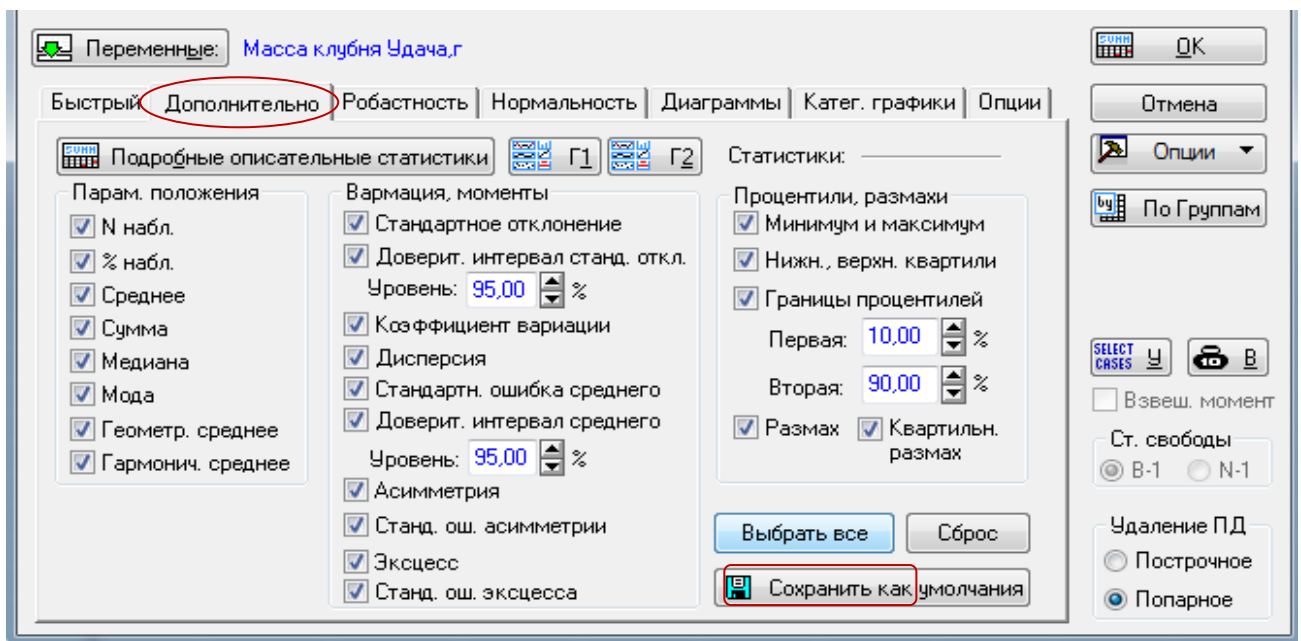 Переменные: Масса клубня Удача,г
Быстрый Дополнительно Робастность Нормальность Диаграммы Катег. графики Опции
Подробные описательные статистики Г1 Г2
Парам. положения
N набл.
% набл.
Среднее
Сумма
Медиана
Мода
Геометр. среднее
Гармонич. среднее
Вармация, моменты
Стандартное отклонение
Доверит. интервал станд. откл.
Уровень: 95,00 %
Коэффициент вариации
Дисперсия
Стандартн. ошибка среднего
Доверит. интервал среднего
Уровень: 95,00 %
Асимметрия
Станд. ош. асимметрии
Эксцесс
Станд. ош. эксцесса
Статистики:
Процентили, размахи
Минимум и максимум
Нижн., верхн. квартили
Границы процентилей
Первая: 10,00 %
Вторая: 90,00 %
Размах Квартильн.
размах
Выбрать все Сброс
Сохранить как умолчания
SUMM OK
Отмена
Опции
by По Группам
SELECT
CASES У В
Взвеш. момент
Ст. свободы
В-1 N-1
Удаление ПД
Построчное
Попарное